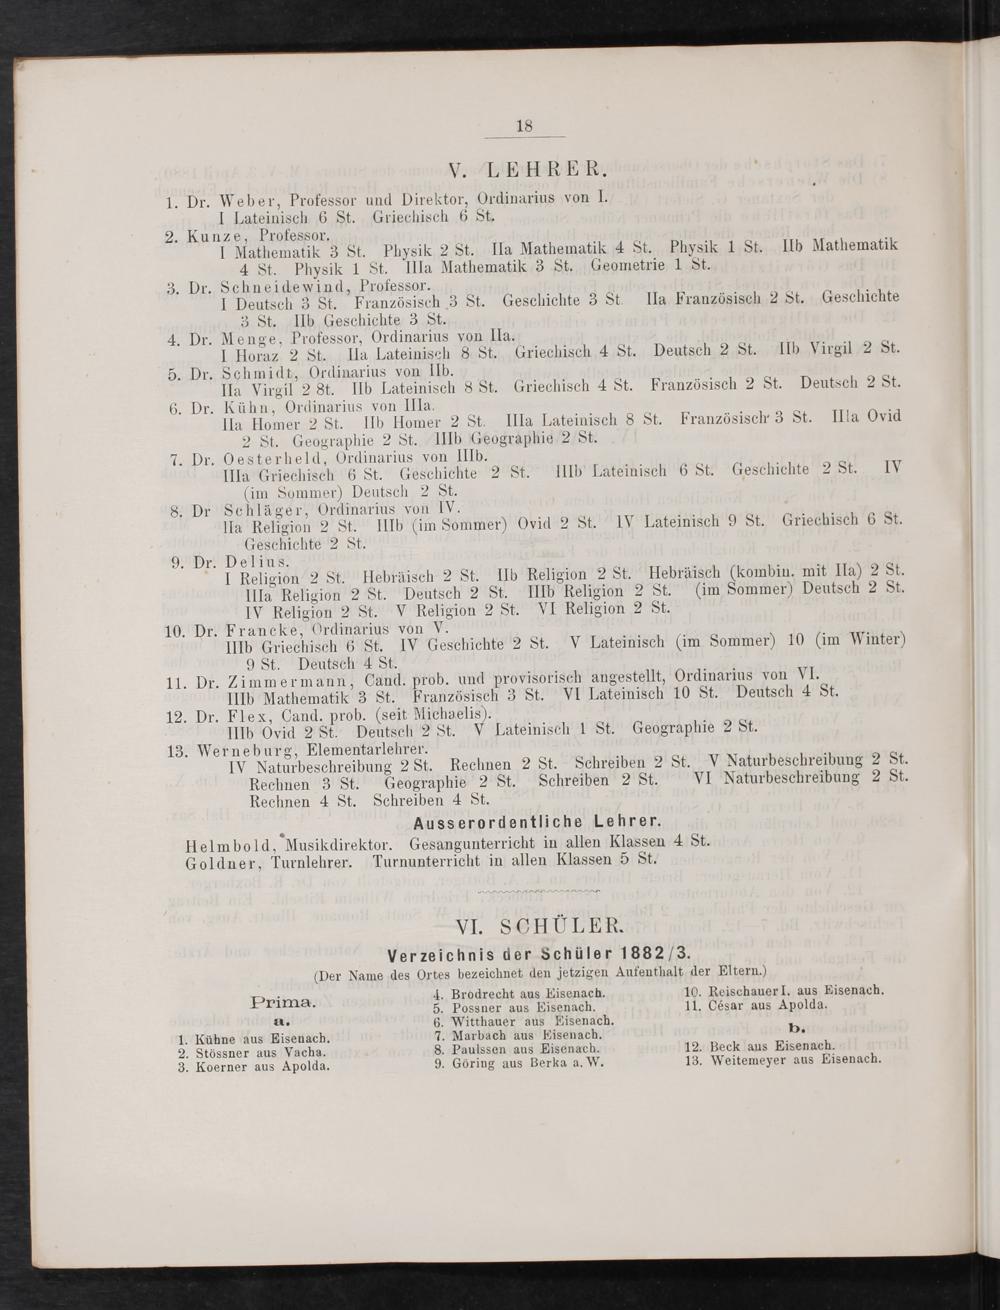 18
V. LEHRER.
1. Dr. Weber, Professor und Direktor, Ordinarius von I.
I Lateinisch 6 St. Griechisch 6 St.
2. Kunze, Professor.
I Mathematik 3 St. Physik 2 St. IIa Mathematik 4 St. Physik 1 St. IIb Mathematik
4 St. Physik 1 St. IIIa Mathematik 3 St. Geometrie 1 St.
3. Dr. Schneidewind, Professor.
I Deutsch 3 St. Französisch 3 St. Geschichte 3 St IIa Französisch 2 St. Geschichte
3 St. IIb Geschichte 3 St.
4. Dr. Menge, Professor, Ordinarius von IIa.
I Horaz 2 St. IIa Lateinisch 8 St. Griechisch 4 St. Deutsch 2 St. IIb Virgil 2 St.
5. Dr. Schmidt, Ordinarius von IIb.
IIa Virgil 2 8t. IIb Lateinisch 8 St. Griechisch 4 St. Französisch 2 St. Deutsch 2 St.
6. Dr. Kühn, Ordinarius von IIIa.
IIa Homer 2 St. IIb Homer 2 St. IIIa Lateinisch 8 St. Französisch 3 St. IIIa Ovid
2 St. Geographie 2 St. IIIb Geographie 2 St.
7. Dr. Oesterheld, Ordinarius von IIIb.
IIIa Griechisch 6 St. Geschichte 2 St. IIIb Lateinisch 6 St. Geschichte 2 St. IV
(im Sommer) Deutsch 2 St.
8. Dr Schläger, Ordinarius von IV.
IIa Religion 2 St. IIIb (im Sommer) Ovid 2 St. IV Lateinisch 9 St. Griechisch 6 St.
Geschichte 2 St.
9. Dr. Delius.
I Religion 2 St. Hebräisch 2 St. IIb Religion 2 St. Hebräisch (kombin. mit IIa) 2 St.
IIIa Religion 2 St. Deutsch 2 St. IIIb Religion 2 St. (im Sommer) Deutsch 2 St.
IV Religion 2 St. V Religion 2 St. VI Religion 2 St.
10. Dr. Francke, Ordinarius von V.
IIIb Griechisch 6 St. IV Geschichte 2 St. V Lateinisch (im Sommer) 10 (im Winter)
9 St. Deutsch 4 St.
11. Dr. Zimmermann, Cand. prob. und provisorisch angestellt, Ordinarius von VI.
IIIb Mathematik 3 St. Französisch 3 St. VI Lateinisch 10 St. Deutsch 4 St.
12. Dr. Flex, Cand. prob. (seit Michaelis).
IIIb Ovid 2 St. Deutsch 2 St. V Lateinisch 1 St. Geographie 2 St.
13. Werneburg, Elementarlehrer.
IV Naturbeschreibung 2 St. Rechnen 2 St. Schreiben 2 St. V Naturbeschreibung 2 St.
Rechnen 3 St. Geographie 2 St. Schreiben 2 St. VI Naturbeschreibung 2 St.
Rechnen 4 St. Schreiben 4 St.
Ausserordentliche Lehrer.
Helmbold, Musikdirektor. Gesangunterricht in allen Klassen 4 St.
Goldner, Turnlehrer. Turnunterricht in allen Klassen 5 St.
VI. SCHÜLER.
Verzeichnis der Schüler 1882/3.
(Der Name des Ortes bezeichnet den jetzigen Aufenthalt der Eltern.)
Prima.
a.
1. Kühne aus Eisenach.
2. Stössner aus Vacha.
3. Koerner aus Apolda.
4. Brodrecht aus Eisenach.
5. Possner aus Eisenach.
6. Witthauer aus Eisenach.
7. Marbach aus Eisenach.
8. Paulssen aus Eisenach.
9. Göring aus Berka a. W.
10. Reischauer I. aus Eisenach.
11. César aus Apolda.
b.
12. Beck aus Eisenach.
13. Weitemeyer aus Eisenach.